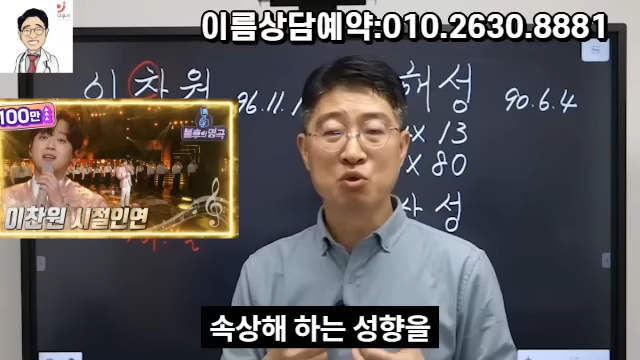 이름상담예약:010.2630.8881
이찬원
해성
90.6.4
96.11.1
x 13
x 80
100만
불후의 명곡
이찬원 시절인연
성
속상해 하는 성향을